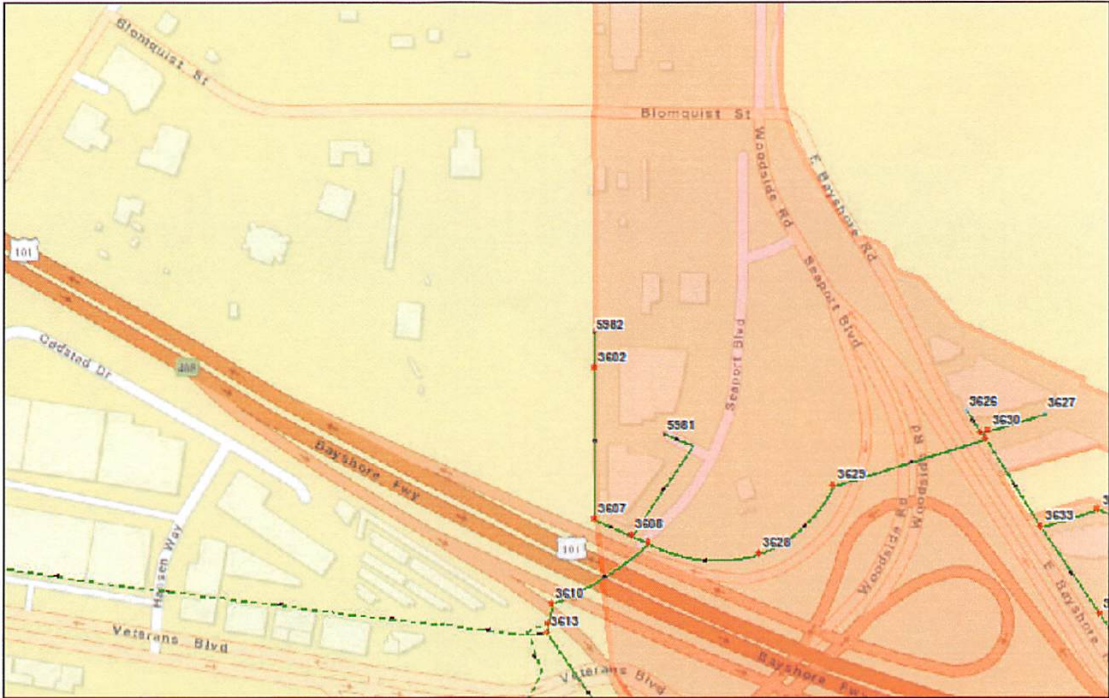 Blomquist St
Blomquist St
Woodside Rd
E Bayshore Rd
Seaport Blvd
101
5982
3602
Seaport Blvd
Bayshore Fwy
5981
3626
3627
3630
Woodside Rd
3629
Hansen Way
3607
3608
3633
101
3628
Woodside Rd
3610
E Bayshore
3613
Veterans Blvd
Veterans Blvd
Bayshore Fwy